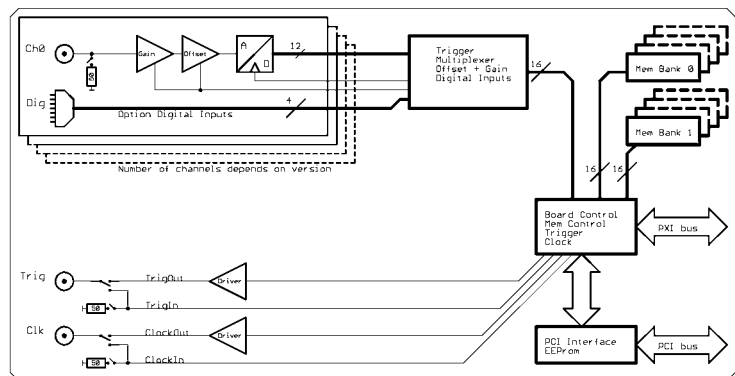 Ch0
50
Gain
Offset
A
D
12
Trigger
Multiplexer
Offset + Gain
Digital Inputs
16
Mem Bank 0
Mem Bank 1
Dig
Option Digital Inputs
4
Number of channels depends on version
16
16
Board Control
Mem Control
Trigger
Clock
PXI bus
Trig
TrigOut
Driver
50
TrigIn
Clk
ClockOut
Driver
50
ClockIn
PCI Interface
EEProm
PCI bus